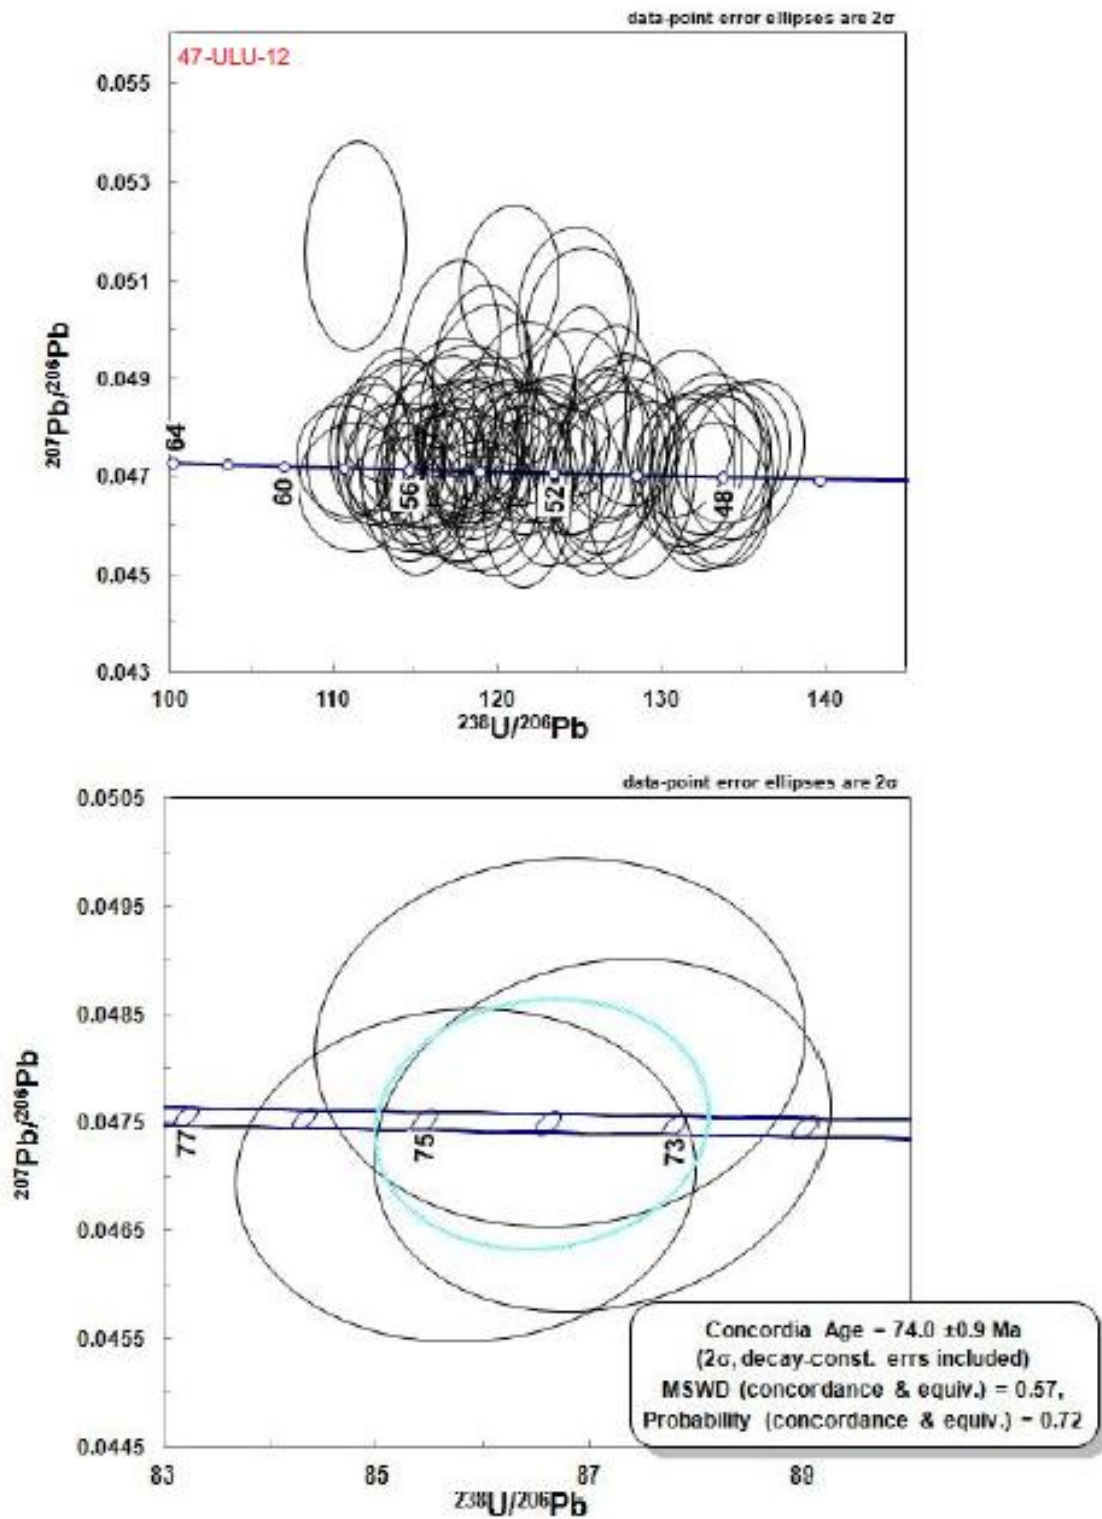 data-point error ellipses are 2σ
47-ULU-12
0.055
0.053
0.051
0.049
0.047
0.045
0.043
207Pb/206Pb
64
60
56
52
48
100
110
120
130
140
238U/206Pb
data-point error ellipses are 2σ
0.0505
0.0495
0.0485
0.0475
0.0465
0.0455
0.0445
207Pb/206Pb
77
75
73
Concordia Age = 74.0 ±0.9 Ma
(2σ, decay-const. errs included)
MSWD (concordance & equiv.) = 0.57,
Probability (concordance & equiv.) = 0.72
83
85
87
89
238U/206Pb